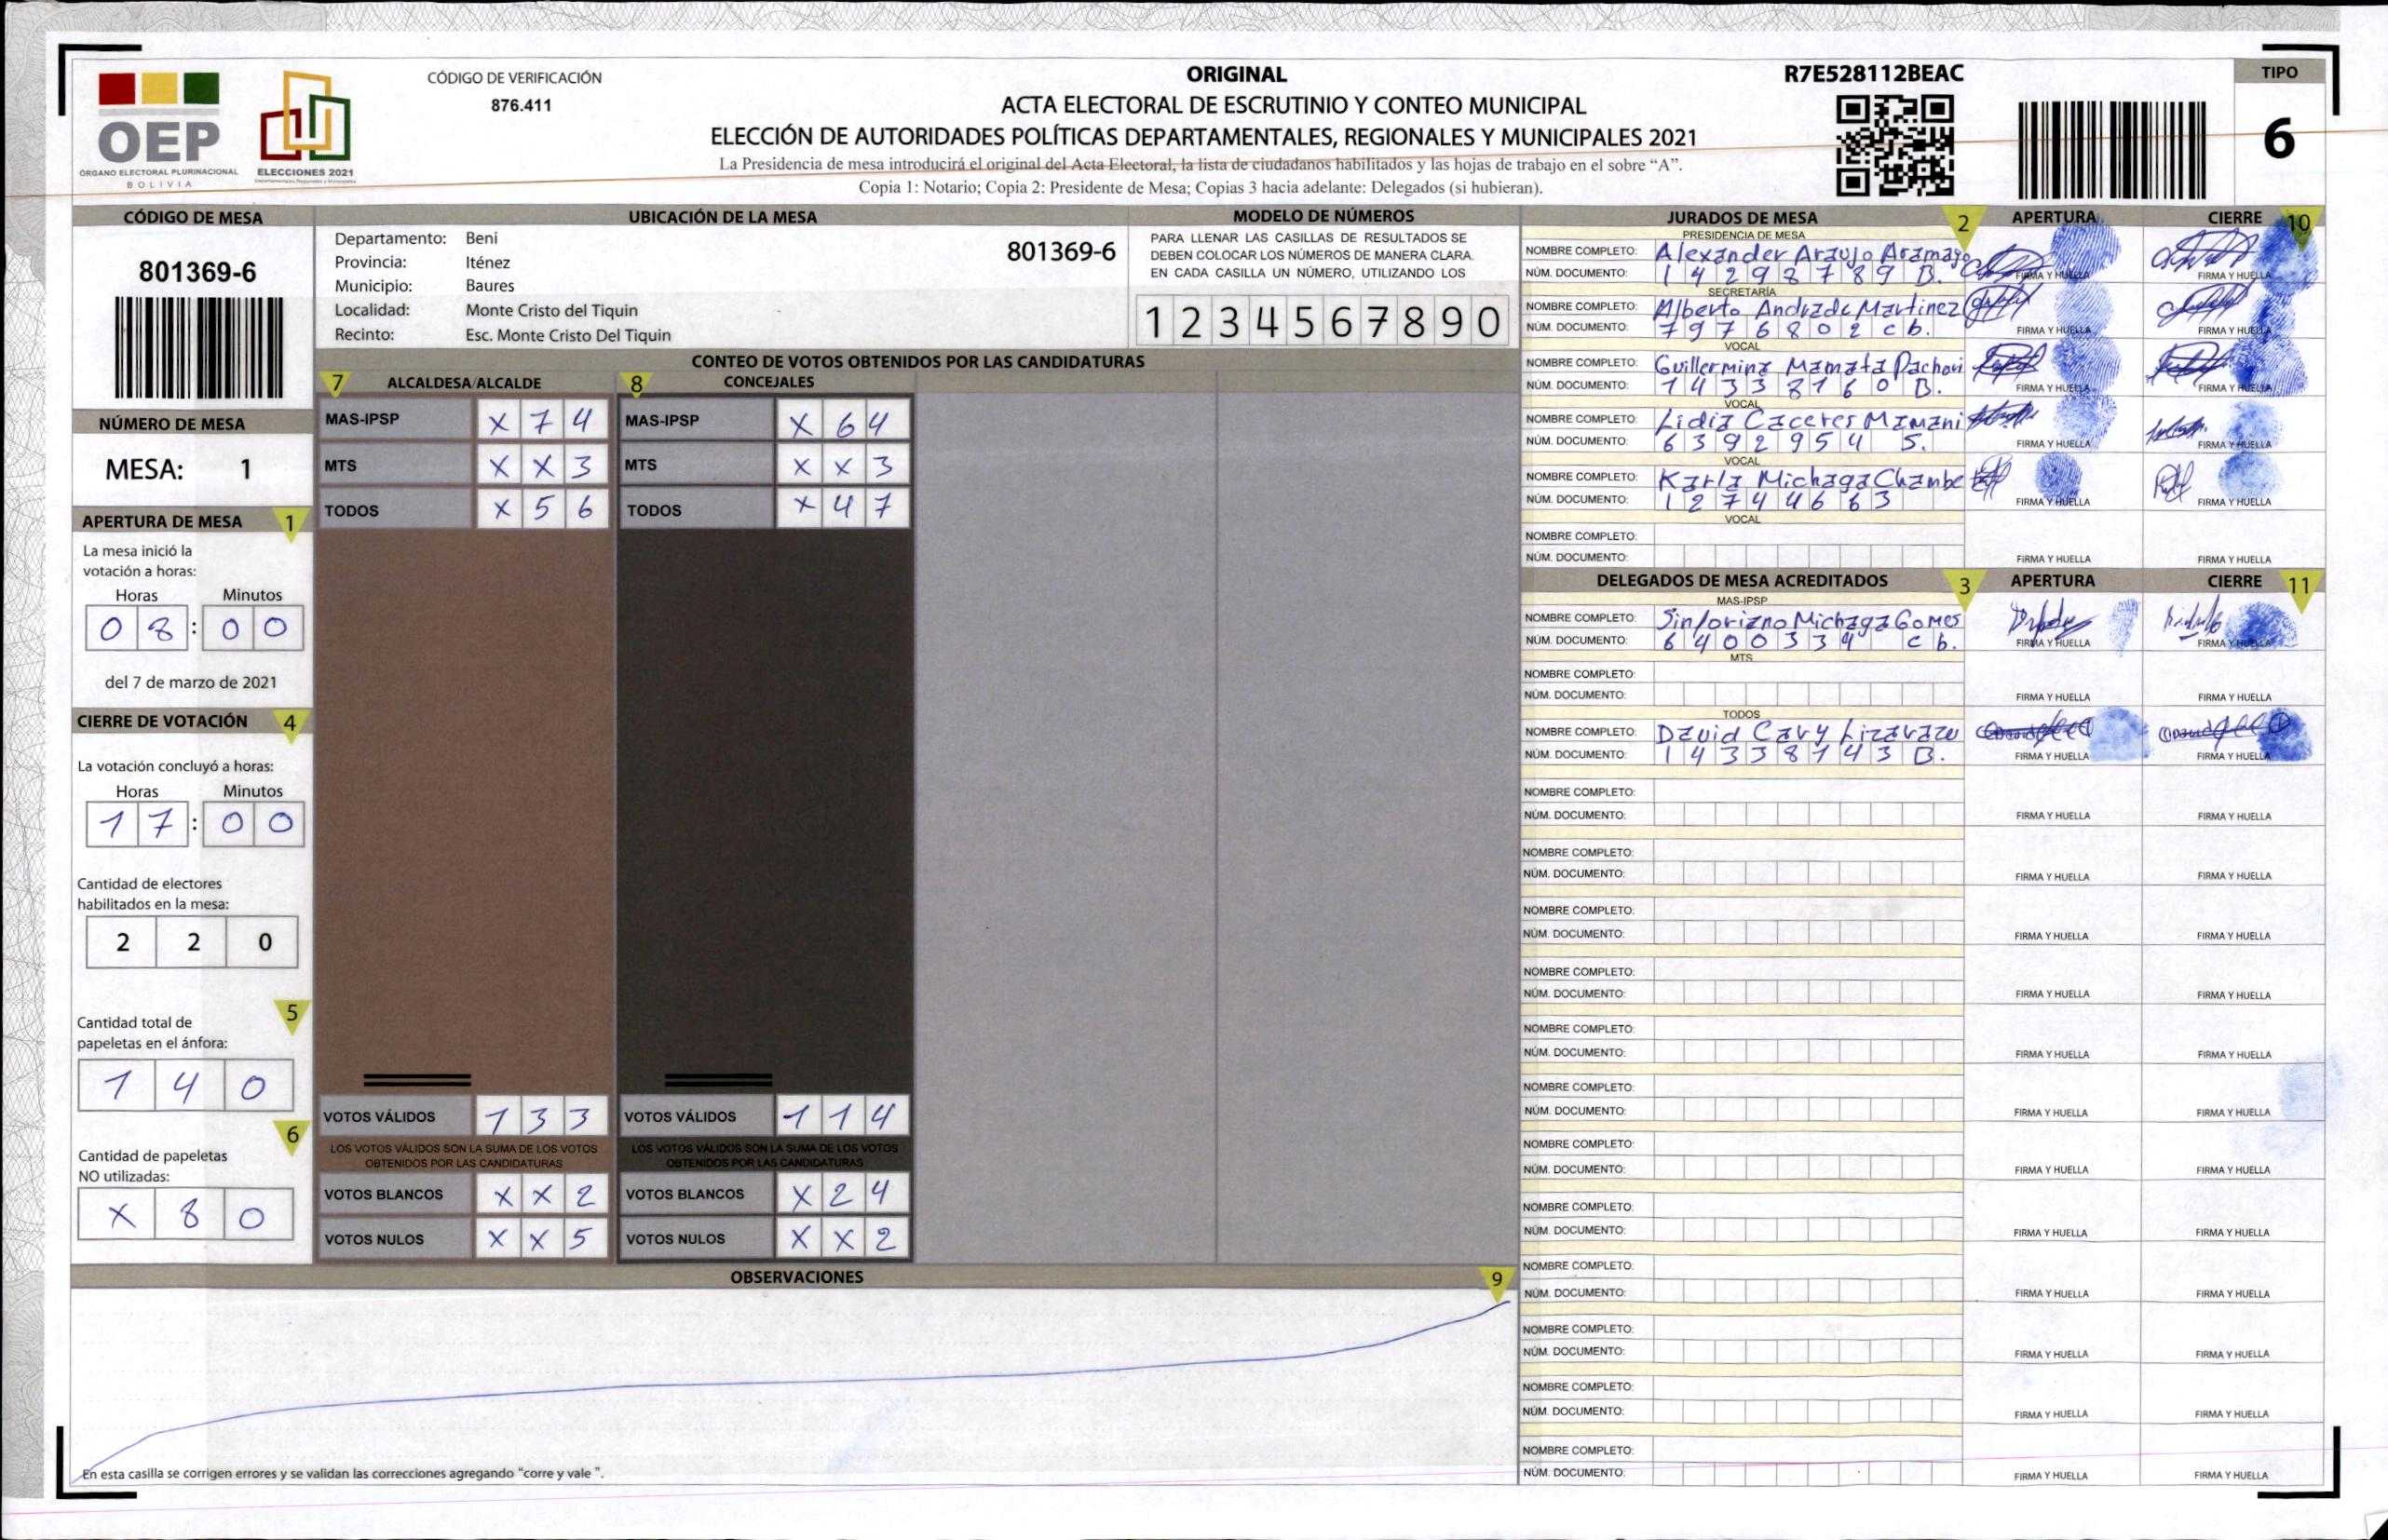 CÓDIGO DE VERIFICACIÓN
876.411
ORIGINAL
ACTA ELECTORAL DE ESCRUTINIO Y CONTEO MUNICIPAL
ELECCIÓN DE AUTORIDADES POLÍTICAS DEPARTAMENTALES, REGIONALES Y MUNICIPALES 2021
La Presidencia de mesa introducirá el original del Acta Electoral, la lista de ciudadanos habilitados y las hojas de trabajo en el sobre “A”.
Copia 1: Notario; Copia 2: Presidente de Mesa; Copias 3 hacia adelante: Delegados (si hubieran).
R7E528112BEAC
TIPO
6
OEP
ÓRGANO ELECTORAL PLURINACIONAL
BOLIVIA
ELECCIONES 2021
CÓDIGO DE MESA
801369-6
NÚMERO DE MESA
MESA: 1
APERTURA DE MESA 1
La mesa inició la
votación a horas:
Horas Minutos
08:00
del 7 de marzo de 2021
CIERRE DE VOTACIÓN 4
La votación concluyó a horas:
Horas Minutos
17:00
Cantidad de electores
habilitados en la mesa:
2 2 0
5
Cantidad total de
papeletas en el ánfora:
1 4 0
6
Cantidad de papeletas
NO utilizadas:
X 8 0
UBICACIÓN DE LA MESA
Departamento: Beni
Provincia: Iténez
Municipio: Baures
Localidad: Monte Cristo del Tiquin
Recinto: Esc. Monte Cristo Del Tiquin
801369-6
MODELO DE NÚMEROS
PARA LLENAR LAS CASILLAS DE RESULTADOS SE
DEBEN COLOCAR LOS NÚMEROS DE MANERA CLARA.
EN CADA CASILLA UN NÚMERO, UTILIZANDO LOS
1 2 3 4 5 6 7 8 9 0
CONTEO DE VOTOS OBTENIDOS POR LAS CANDIDATURAS
7 ALCALDESA/ALCALDE
MAS-IPSP X 7 4
MTS X X 3
TODOS X 5 6
VOTOS VÁLIDOS 1 3 3
LOS VOTOS VÁLIDOS SON LA SUMA DE LOS VOTOS
OBTENIDOS POR LAS CANDIDATURAS
VOTOS BLANCOS X X 2
VOTOS NULOS X X 5
8 CONCEJALES
MAS-IPSP X 6 4
MTS X X 3
TODOS X 4 7
VOTOS VÁLIDOS 1 1 4
LOS VOTOS VÁLIDOS SON LA SUMA DE LOS VOTOS
OBTENIDOS POR LAS CANDIDATURAS
VOTOS BLANCOS X 2 4
VOTOS NULOS X X 2
OBSERVACIONES 9
En esta casilla se corrigen errores y se validan las correcciones agregando “corre y vale ”.
JURADOS DE MESA 2 APERTURA CIERRE 10
PRESIDENCIA DE MESA
NOMBRE COMPLETO: Alexander Araujo Aramayo
NÚM. DOCUMENTO: 14298789 B. FIRMA Y HUELLA FIRMA Y HUELLA
SECRETARÍA
NOMBRE COMPLETO: Alberto Andrade Martinez
NÚM. DOCUMENTO: 7976802 cb. FIRMA Y HUELLA FIRMA Y HUELLA
VOCAL
NOMBRE COMPLETO: Guillermina Mamata Pachori
NÚM. DOCUMENTO: 14338160 B. FIRMA Y HUELLA FIRMA Y HUELLA
VOCAL
NOMBRE COMPLETO: Lidia Caceres Mamani
NÚM. DOCUMENTO: 6392954 S. FIRMA Y HUELLA FIRMA Y HUELLA
VOCAL
NOMBRE COMPLETO: Karla Michaga Chambe
NÚM. DOCUMENTO: 12744663 FIRMA Y HUELLA FIRMA Y HUELLA
VOCAL
NOMBRE COMPLETO:
NÚM. DOCUMENTO: FIRMA Y HUELLA FIRMA Y HUELLA
DELEGADOS DE MESA ACREDITADOS 3 APERTURA CIERRE 11
MAS-IPSP
NOMBRE COMPLETO: Sinforiano Michaga Gomes
NÚM. DOCUMENTO: 6400334 cb. FIRMA Y HUELLA FIRMA Y HUELLA
MTS
NOMBRE COMPLETO:
NÚM. DOCUMENTO: FIRMA Y HUELLA FIRMA Y HUELLA
TODOS
NOMBRE COMPLETO: David Cavy Lizarazu
NÚM. DOCUMENTO: 14338143 B. FIRMA Y HUELLA FIRMA Y HUELLA
NOMBRE COMPLETO:
NÚM. DOCUMENTO: FIRMA Y HUELLA FIRMA Y HUELLA
NOMBRE COMPLETO:
NÚM. DOCUMENTO: FIRMA Y HUELLA FIRMA Y HUELLA
NOMBRE COMPLETO:
NÚM. DOCUMENTO: FIRMA Y HUELLA FIRMA Y HUELLA
NOMBRE COMPLETO:
NÚM. DOCUMENTO: FIRMA Y HUELLA FIRMA Y HUELLA
NOMBRE COMPLETO:
NÚM. DOCUMENTO: FIRMA Y HUELLA FIRMA Y HUELLA
NOMBRE COMPLETO:
NÚM. DOCUMENTO: FIRMA Y HUELLA FIRMA Y HUELLA
NOMBRE COMPLETO:
NÚM. DOCUMENTO: FIRMA Y HUELLA FIRMA Y HUELLA
NOMBRE COMPLETO:
NÚM. DOCUMENTO: FIRMA Y HUELLA FIRMA Y HUELLA
NOMBRE COMPLETO:
NÚM. DOCUMENTO: FIRMA Y HUELLA FIRMA Y HUELLA
NOMBRE COMPLETO:
NÚM. DOCUMENTO: FIRMA Y HUELLA FIRMA Y HUELLA
NOMBRE COMPLETO:
NÚM. DOCUMENTO: FIRMA Y HUELLA FIRMA Y HUELLA
NOMBRE COMPLETO:
NÚM. DOCUMENTO: FIRMA Y HUELLA FIRMA Y HUELLA